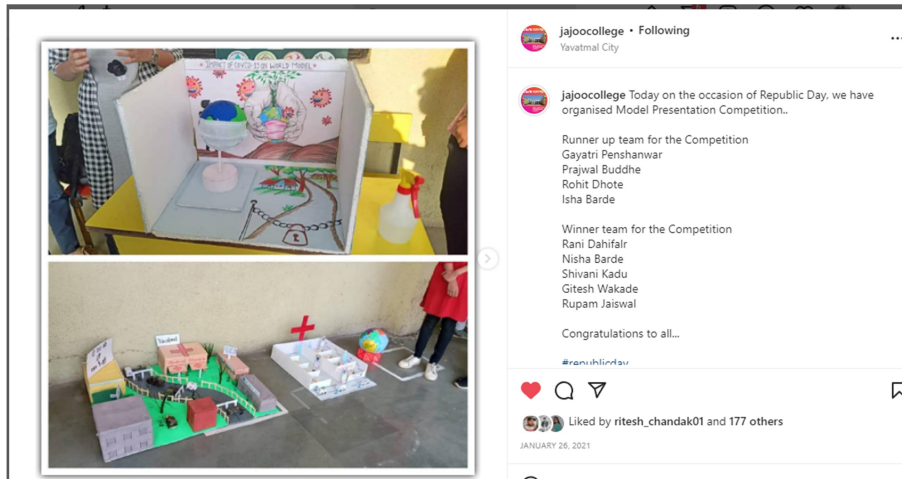 IMPACT OF COVID-19 ON WORLD MODEL
jajoocollege • Following
Yavatmal City
jajoocollege Today on the occasion of Republic Day, we have
organised Model Presentation Competition..
Runner up team for the Competition
Gayatri Penshanwar
Prajwal Buddhe
Rohit Dhote
Isha Barde
Winner team for the Competition
Rani Dahifalr
Nisha Barde
Shivani Kadu
Gitesh Wakade
Rupam Jaiswal
Congratulations to all...
#republicday
Liked by ritesh_chandak01 and 177 others
JANUARY 26, 2021